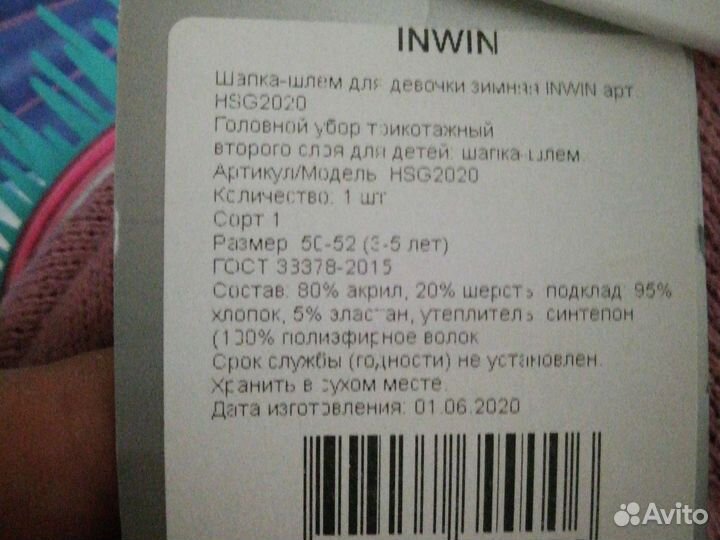 INWIN
Шапка-шлем для девочки зимняя INWIN арт.
HSG2020
Головной убор трикотажный
второго слоя для детей: шапка-шлем.
Артикул/Модель: HSG2020
Количество: 1 шт
Сорт 1
Размер: 50-52 (3-5 лет)
ГОСТ 33378-2015
Состав: 80% акрил, 20% шерсть, подклад: 95%
хлопок, 5% эластан, утеплитель: синтепон
(100% полиэфирное волок
Срок службы (годности) не установлен.
Хранить в сухом месте.
Дата изготовления: 01.06.2020
Avito